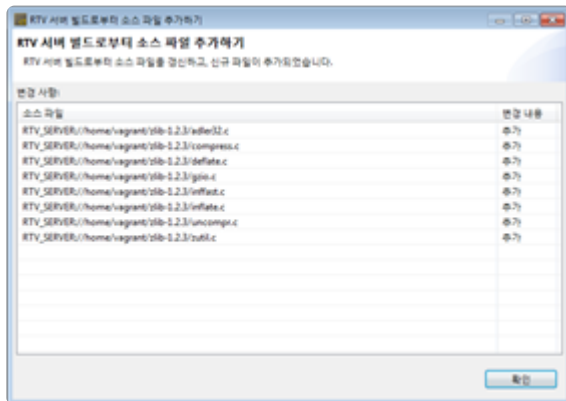 RTV 서버 빌드로부터 소스 파일 추가하기
RTV 서버 빌드로부터 소스 파일 추가하기
RTV 서버 빌드로부터 소스 파일을 갱신하고, 신규 파일이 추가되었습니다.
변경 사항:
소스 파일 변경 내용
RTV_SERVER://home/vagrant/zlib-1.2.3/adler32.c 추가
RTV_SERVER://home/vagrant/zlib-1.2.3/compress.c 추가
RTV_SERVER://home/vagrant/zlib-1.2.3/deflate.c 추가
RTV_SERVER://home/vagrant/zlib-1.2.3/gzio.c 추가
RTV_SERVER://home/vagrant/zlib-1.2.3/inffast.c 추가
RTV_SERVER://home/vagrant/zlib-1.2.3/inflate.c 추가
RTV_SERVER://home/vagrant/zlib-1.2.3/uncompr.c 추가
RTV_SERVER://home/vagrant/zlib-1.2.3/zutil.c 추가
확인